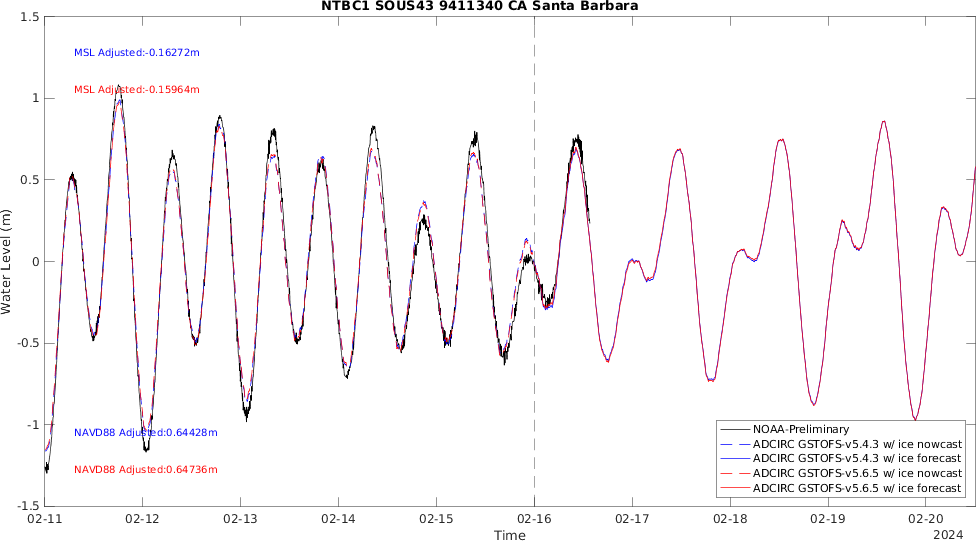 NTBC1 SOUS43 9411340 CA Santa Barbara
1.5
MSL Adjusted:-0.16272m
1
MSL Adjusted:-0.15964m
0.5
0
Water Level (m)
-0.5
-1
NAVD88 Adjusted:0.64428m
NAVD88 Adjusted:0.64736m
-1.5
NOAA-Preliminary
ADCIRC GSTOFS-v5.4.3 w/ ice nowcast
ADCIRC GSTOFS-v5.4.3 w/ ice forecast
ADCIRC GSTOFS-v5.6.5 w/ ice nowcast
ADCIRC GSTOFS-v5.6.5 w/ ice forecast
02-11 02-12 02-13 02-14 02-15 02-16 02-17 02-18 02-19 02-20
Time
2024